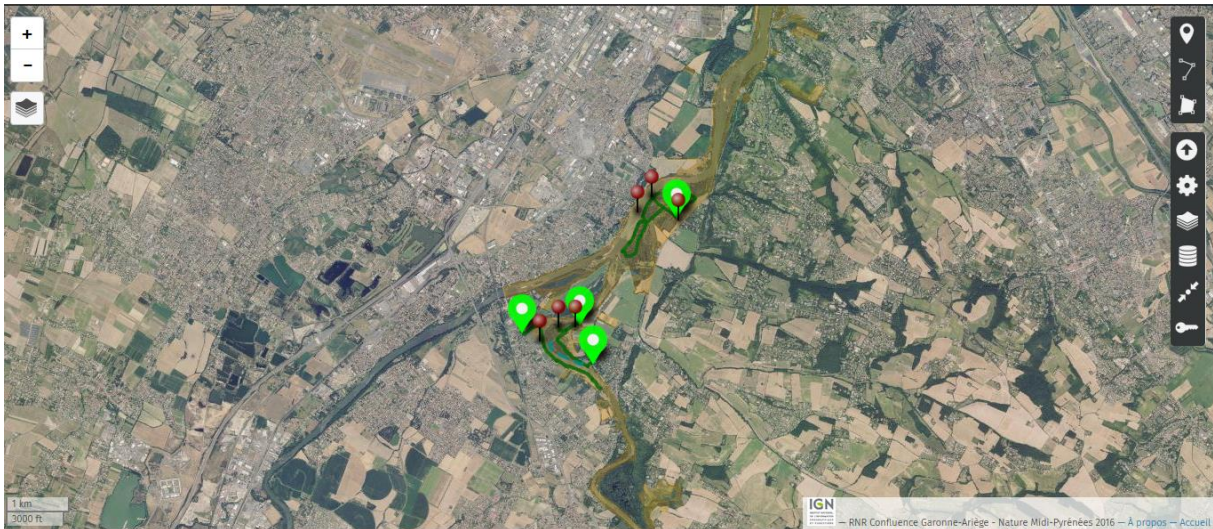 +
−
1 km
3000 ft
IGN
— RNR Confluence Garonne-Ariège - Nature Midi-Pyrénées 2016 — À propos — Accueil